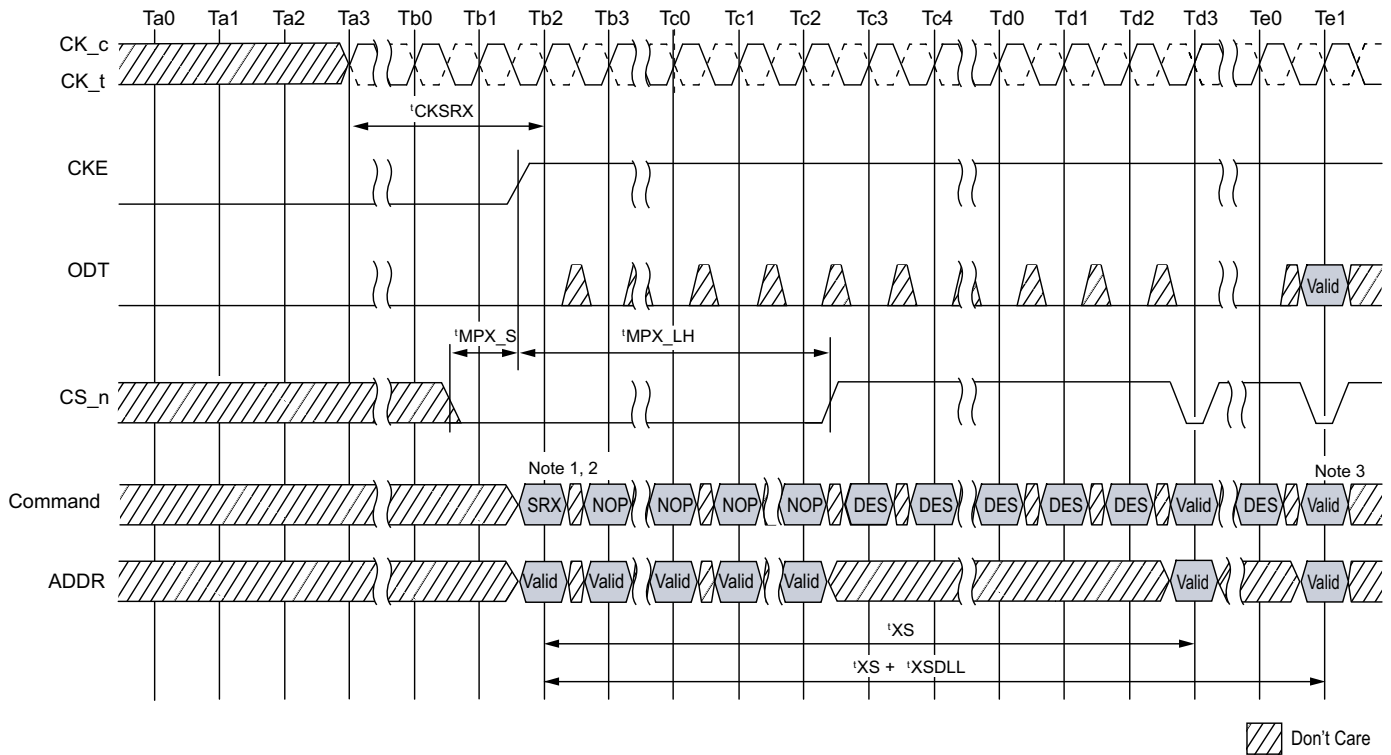 Ta0 Ta1 Ta2 Ta3 Tb0 Tb1 Tb2 Tb3 Tc0 Tc1 Tc2 Tc3 Tc4 Td0 Td1 Td2 Td3 Te0 Te1
CK_c
CK_t
tCKSRX
CKE
ODT
Valid
tMPX_S tMPX_LH
CS_n
Note 1, 2 Note 3
Command SRX NOP NOP NOP NOP DES DES DES DES DES Valid DES Valid
ADDR Valid Valid Valid Valid Valid Valid Valid
tXS
tXS + tXSDLL
Don't Care